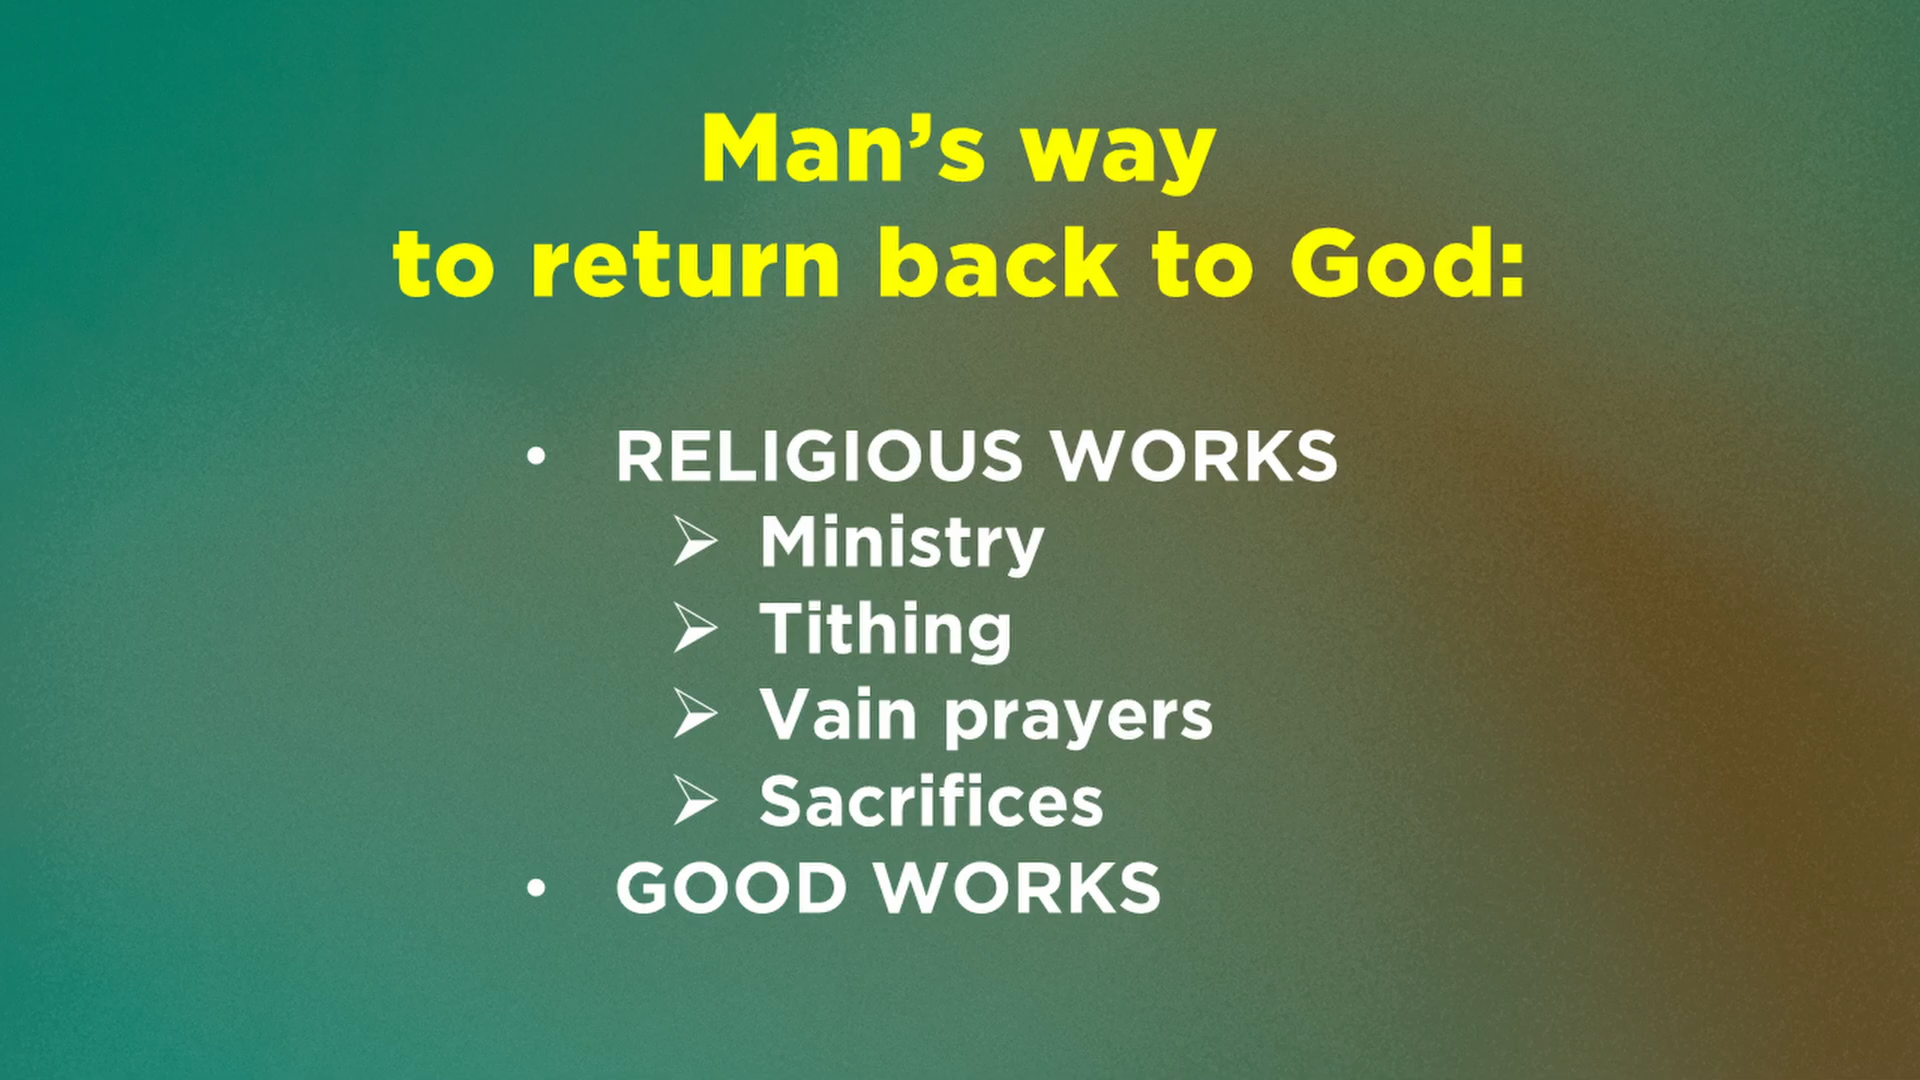 Man’s way
to return back to God:
• RELIGIOUS WORKS
➢ Ministry
➢ Tithing
➢ Vain prayers
➢ Sacrifices
• GOOD WORKS